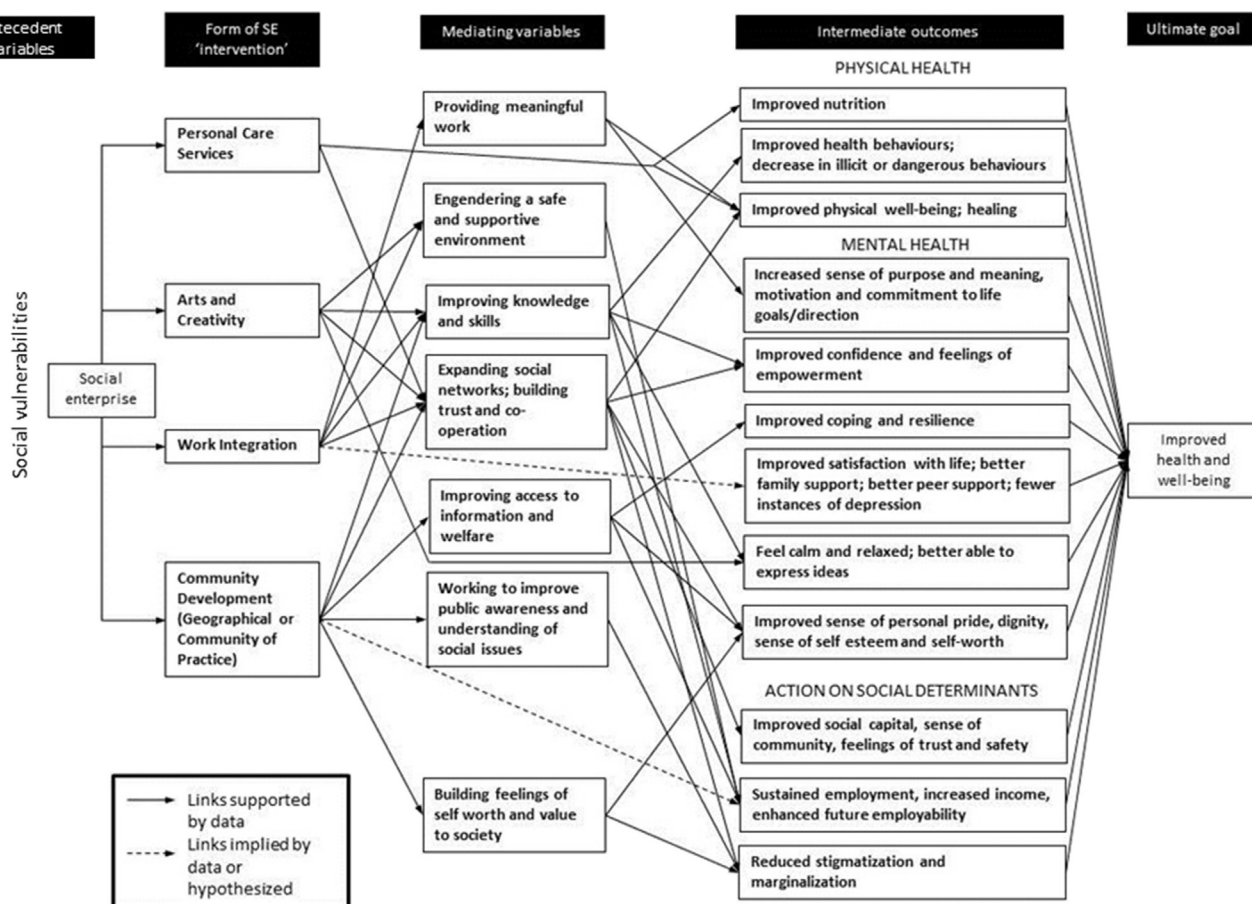 Form of SE
'intervention'
Mediating variables
Intermediate outcomes
Ultimate goal
Social vulnerabilities
Social
enterprise
Personal Care
Services
Arts and
Creativity
Work Integration
Community
Development
(Geographical or
Community of
Practice)
Providing meaningful
work
Engendering a safe
and supportive
environment
Improving knowledge
and skills
Expanding social
networks; building
trust and co-
operation
Improving access to
information and
welfare
Working to improve
public awareness and
understanding of
social issues
Building feelings of
self worth and value
to society
PHYSICAL HEALTH
Improved nutrition
Improved health behaviours;
decrease in illicit or dangerous behaviours
Improved physical well-being; healing
MENTAL HEALTH
Increased sense of purpose and meaning,
motivation and commitment to life
goals/direction
Improved confidence and feelings of
empowerment
Improved coping and resilience
Improved satisfaction with life; better
family support; better peer support; fewer
instances of depression
Feel calm and relaxed; better able to
express ideas
Improved sense of personal pride, dignity,
sense of self esteem and self-worth
ACTION ON SOCIAL DETERMINANTS
Improved social capital, sense of
community, feelings of trust and safety
Sustained employment, increased income,
enhanced future employability
Reduced stigmatization and
marginalization
Improved
health and
well-being
Links supported
by data
Links implied by
data or
hypothesized